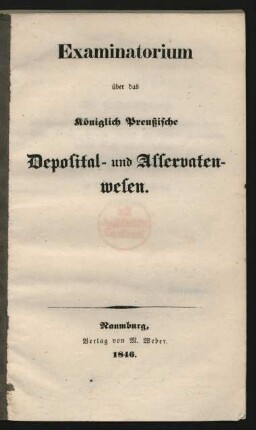 Examinatorium
über das
Königlich Preußische
Deposital- und Asservaten-
wesen.
Naumburg,
Verlag von M. Weber.
1846.